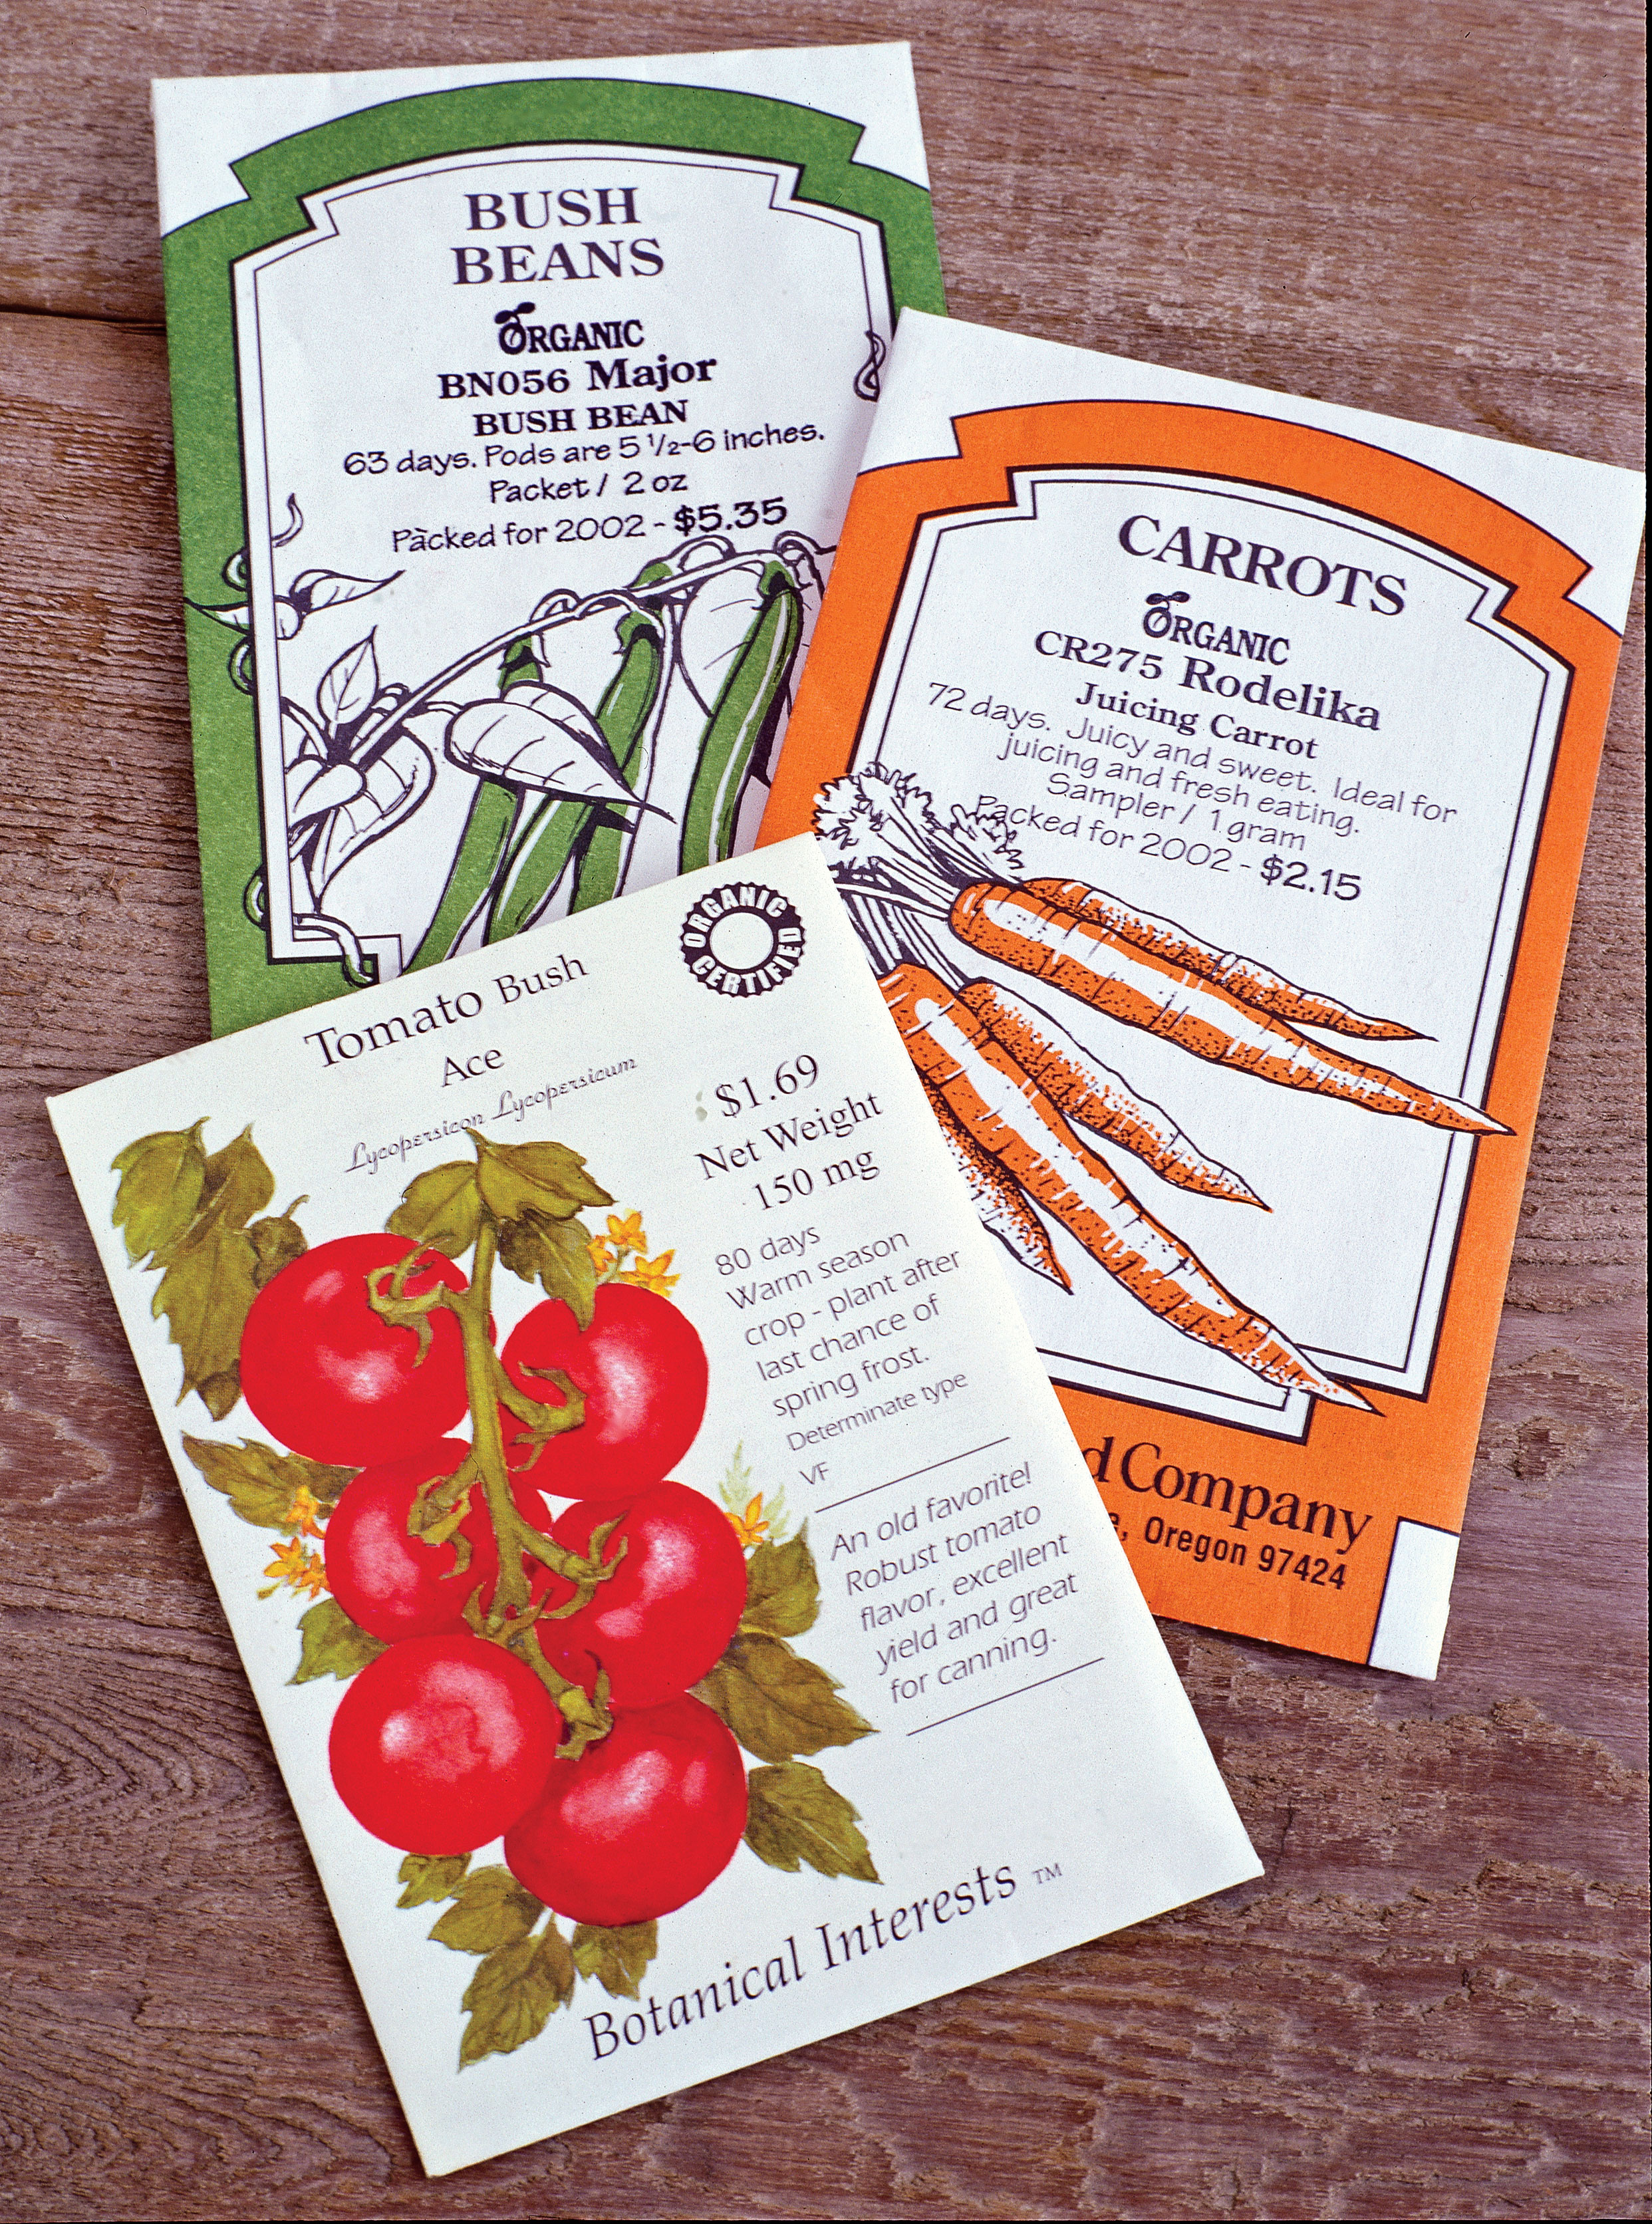 BUSH
BEANS
ORGANIC
BN056 Major
BUSH BEAN
63 days. Pods are 5 1/2-6 inches.
Packet / 2 oz
Packed for 2002 - $5.35
CARROTS
ORGANIC
CR275 Rodelika
Juicing Carrot
72 days. Juicy and sweet. Ideal for
juicing and fresh eating.
Sampler / 1 gram
Packed for 2002 - $2.15
d Company
, Oregon 97424
Tomato Bush
Ace
Lycopersicon Lycopersicum
ORGANIC
CERTIFIED
$1.69
Net Weight
150 mg
80 days
Warm season
crop - plant after
last chance of
spring frost.
Determinate type
VF
An old favorite!
Robust tomato
flavor, excellent
yield and great
for canning.
Botanical Interests ™